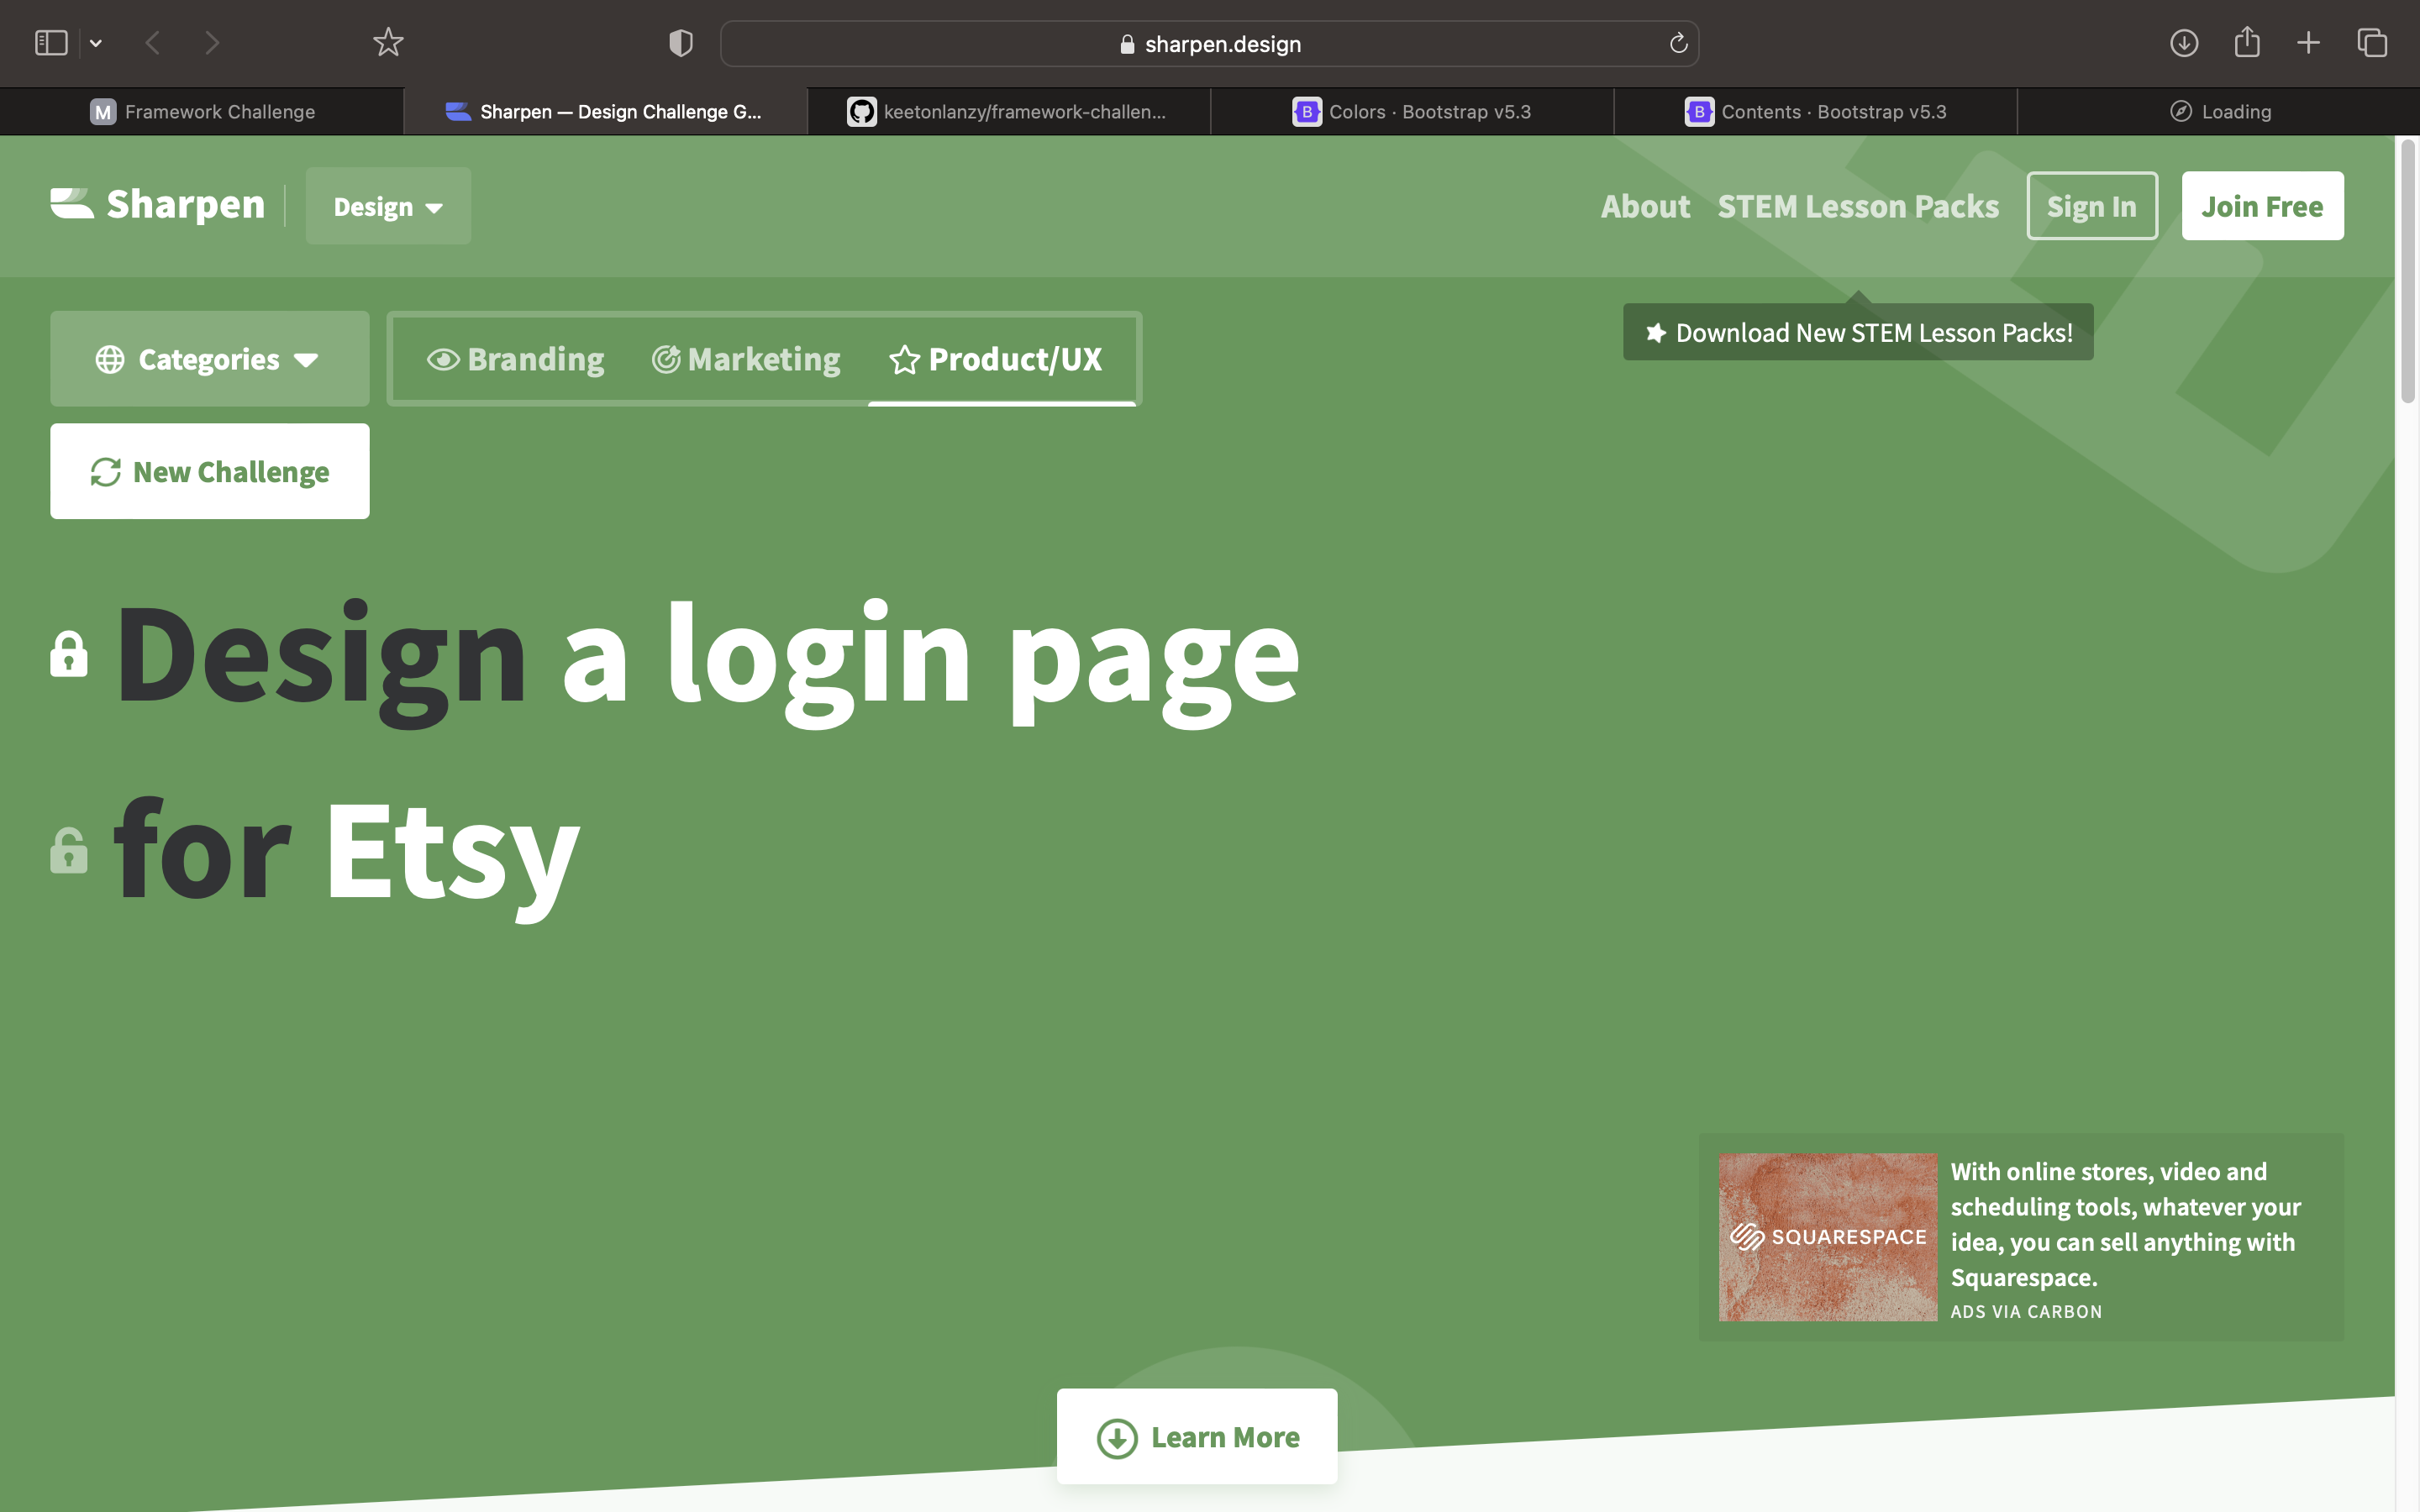 sharpen.design
M Framework Challenge
Sharpen — Design Challenge G...
keetonlanzy/framework-challen...
B Colors · Bootstrap v5.3
B Contents · Bootstrap v5.3
Loading
Sharpen
Design
About
STEM Lesson Packs
Sign In
Join Free
Download New STEM Lesson Packs!
Categories
Branding
Marketing
Product/UX
New Challenge
Design a login page
for Etsy
SQUARESPACE
With online stores, video and
scheduling tools, whatever your
idea, you can sell anything with
Squarespace.
ADS VIA CARBON
Learn More